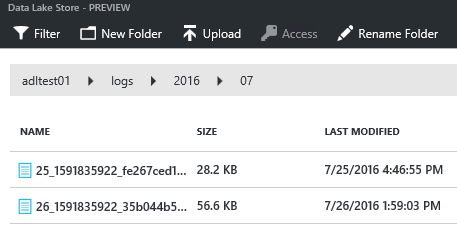 Data Lake Store - PREVIEW
Filter New Folder Upload Access Rename Folder
adltest01 logs 2016 07
NAME SIZE LAST MODIFIED
25_1591835922_fe267ced1... 28.2 KB 7/25/2016 4:46:55 PM
26_1591835922_35b044b5... 56.6 KB 7/26/2016 1:59:03 PM